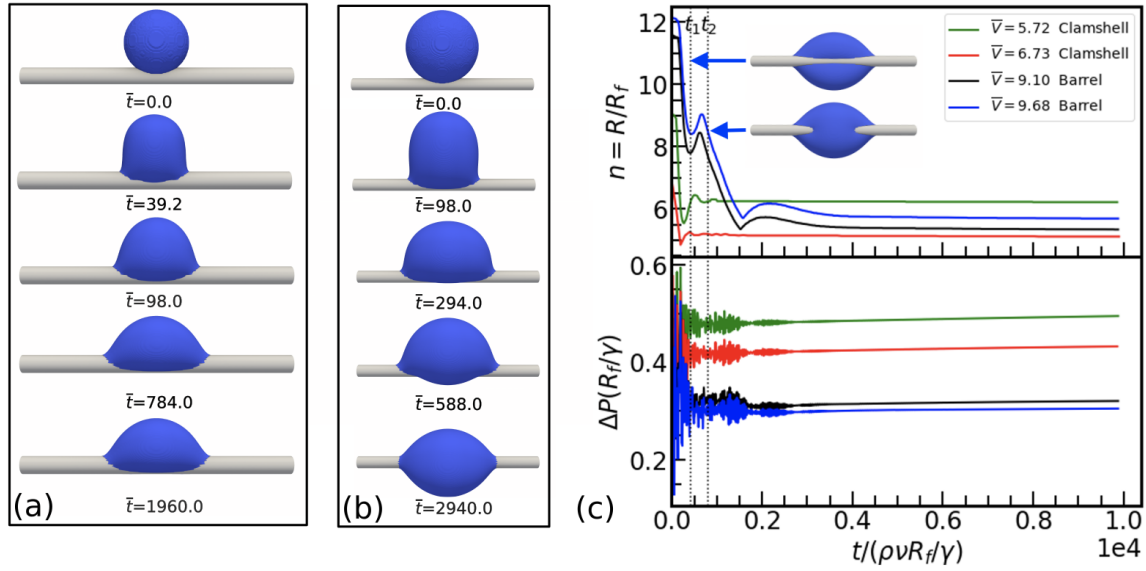 t̄=0.0
t̄=39.2
t̄=98.0
t̄=784.0
(a) t̄=1960.0
t̄=0.0
t̄=98.0
t̄=294.0
t̄=588.0
(b) t̄=2940.0
(c)
n = R/R_f
12
10
8
6
t₁ t₂
V̄=5.72 Clamshell
V̄=6.73 Clamshell
V̄=9.10 Barrel
V̄=9.68 Barrel
ΔP(R_f/γ)
0.6
0.4
0.2
0.0 0.2 0.4 0.6 0.8 1.0
1e4
t/(ρνR_f/γ)